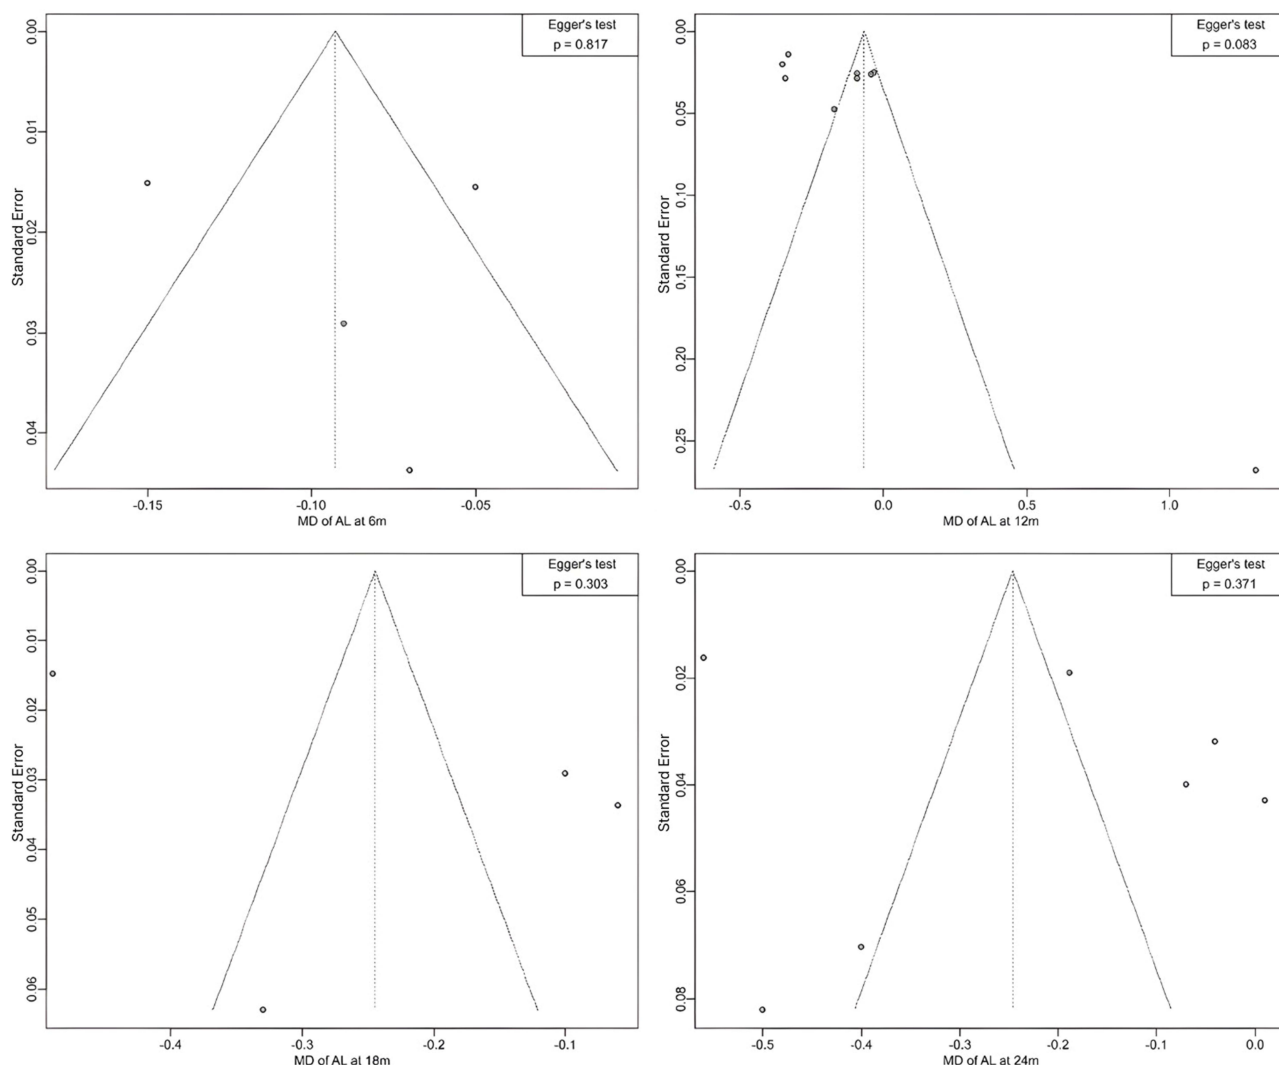 Egger's test
p = 0.817
Standard Error
0.00
0.01
0.02
0.03
0.04
-0.15
-0.10
-0.05
MD of AL at 6m
Egger's test
p = 0.083
Standard Error
0.00
0.05
0.10
0.15
0.20
0.25
-0.5
0.0
0.5
1.0
MD of AL at 12m
Egger's test
p = 0.303
Standard Error
0.00
0.01
0.02
0.03
0.04
0.05
0.06
-0.4
-0.3
-0.2
-0.1
MD of AL at 18m
Egger's test
p = 0.371
Standard Error
0.00
0.02
0.04
0.06
0.08
-0.5
-0.4
-0.3
-0.2
-0.1
0.0
MD of AL at 24m